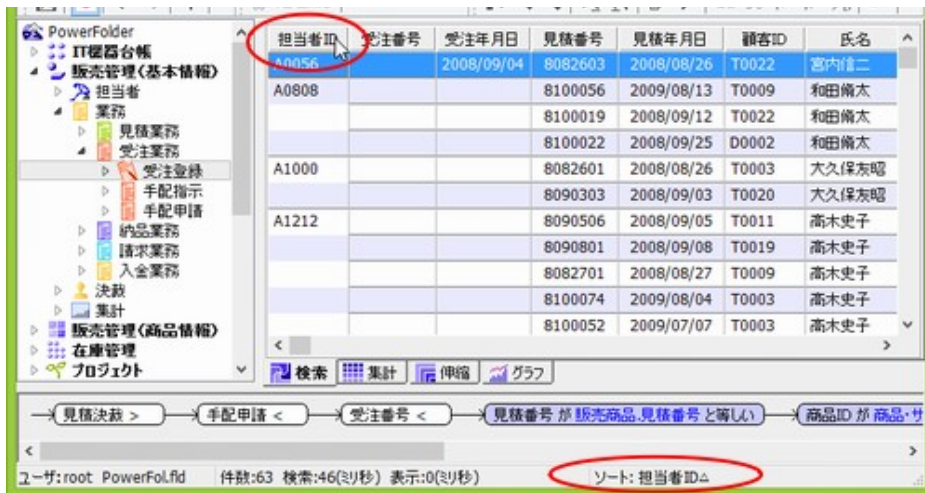 PowerFolder
IT機器台帳
販売管理(基本情報)
担当者
業務
見積業務
受注業務
受注登録
手配指示
手配申請
納品業務
請求業務
入金業務
決裁
集計
販売管理(商品情報)
在庫管理
プロジェクト
担当者ID 受注番号 受注年月日 見積番号 見積年月日 顧客ID 氏名
A0056 2008/09/04 8082603 2008/08/26 T0022 宮内信二
A0808 8100056 2009/08/13 T0009 和田脩太
8100019 2009/09/12 T0022 和田脩太
8100022 2009/09/25 D0002 和田脩太
A1000 8082601 2008/08/26 T0003 大久保友昭
8090303 2009/09/03 T0020 大久保友昭
A1212 8090506 2008/09/05 T0011 高木史子
8090801 2008/09/08 T0019 高木史子
8082701 2008/08/27 T0009 高木史子
8100074 2009/08/04 T0003 高木史子
8100052 2009/07/07 T0003 高木史子
検索 集計 伸縮 グラフ
見積決裁 > 手配申請 < 受注番号 < 見積番号 が 販売商品.見積番号 と等しい 商品ID が 商品・サ
ユーザ:root PowerFol.fld 件数:63 検索:46(ミリ秒) 表示:0(ミリ秒) ソート: 担当者ID△